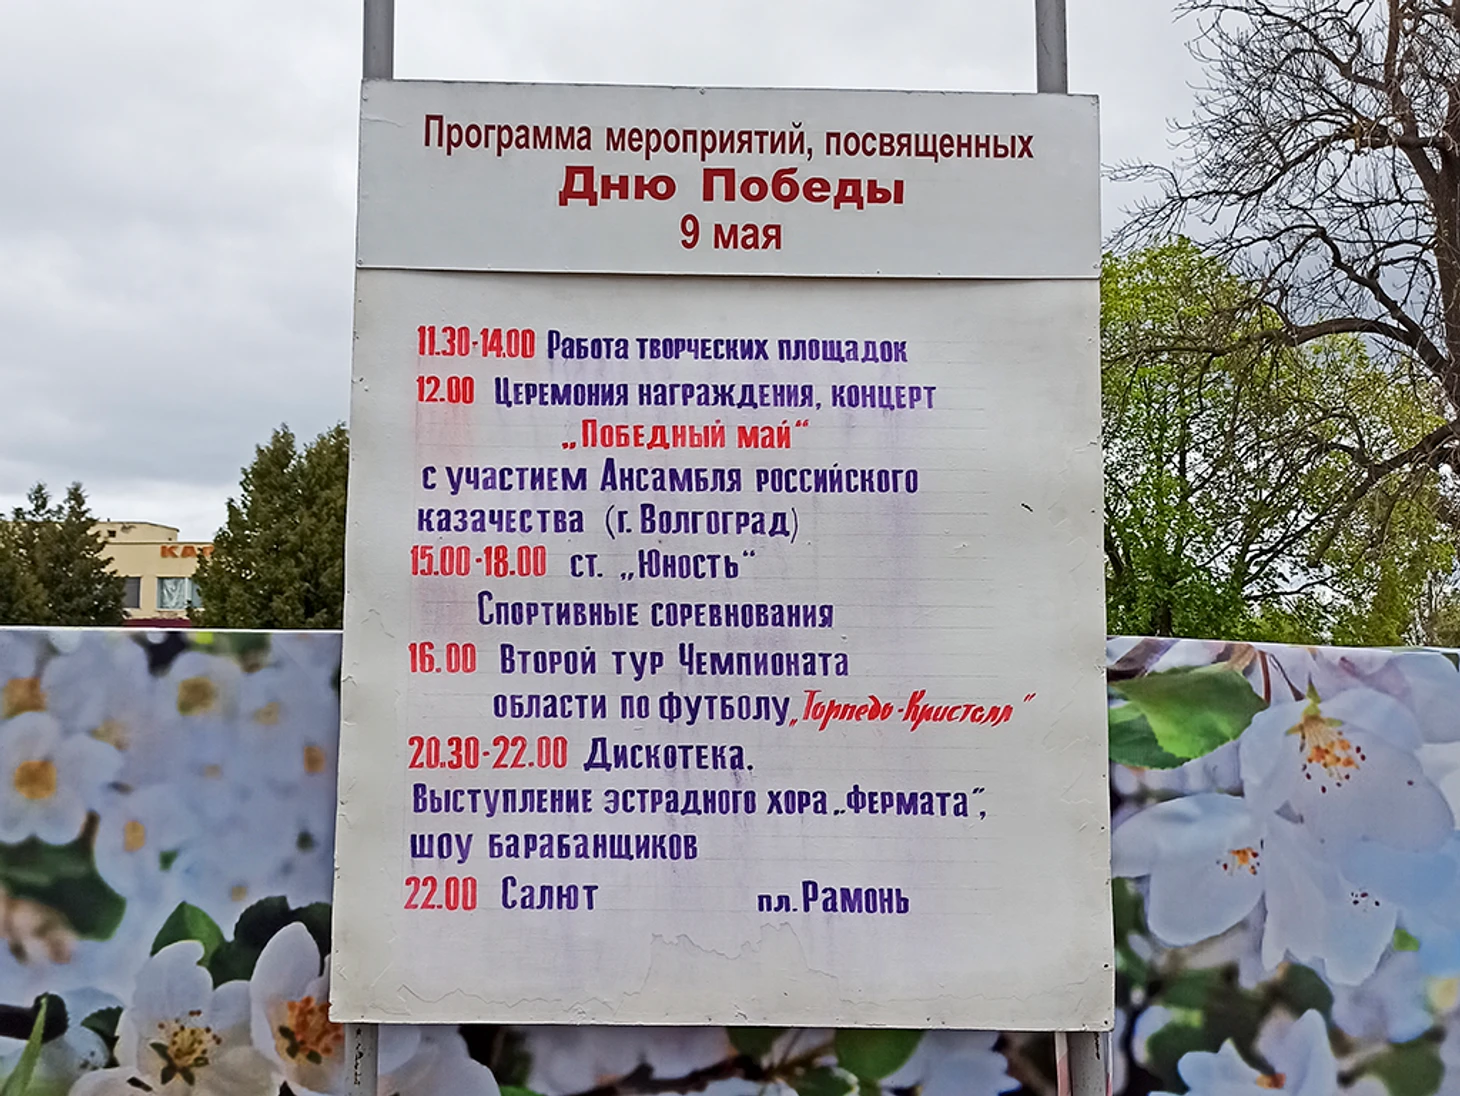 Программа мероприятий, посвященных
Дню Победы
9 мая
11.30-14.00 Работа творческих площадок
12.00 Церемония награждения, концерт
„Победный май“
с участием Ансамбля российского
казачества (г. Волгоград)
15.00-18.00 ст. „Юность“
Спортивные соревнования
16.00 Второй тур Чемпионата
области по футболу „Торпедо-Кристалл“
20.30-22.00 Дискотека.
Выступление эстрадного хора „Фермата“,
шоу барабанщиков
22.00 Салют пл. Рамонь